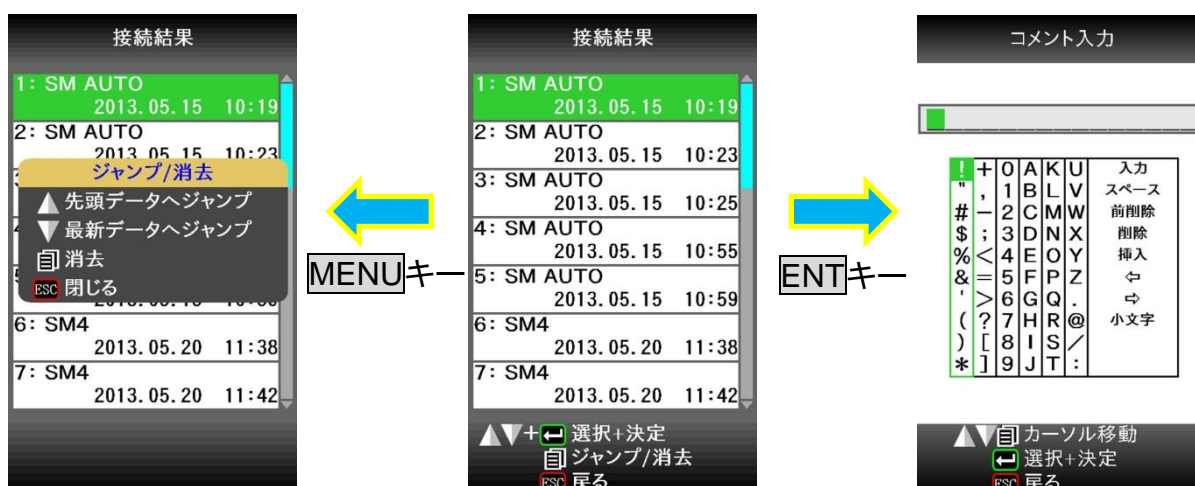 接続結果
1: SM AUTO
2013.05.15 10:19
2: SM AUTO
2013.05.15 10:23
ジャンプ/消去
先頭データへジャンプ
最新データへジャンプ
消去
ESC 閉じる
6: SM4
2013.05.20 11:38
7: SM4
2013.05.20 11:42
MENUキー
接続結果
1: SM AUTO
2013.05.15 10:19
2: SM AUTO
2013.05.15 10:23
3: SM AUTO
2013.05.15 10:25
4: SM AUTO
2013.05.15 10:55
5: SM AUTO
2013.05.15 10:59
6: SM4
2013.05.20 11:38
7: SM4
2013.05.20 11:42
+ 選択+決定
ジャンプ/消去
ESC 戻る
ENTキー
コメント入力
! + 0 A K U 入力
" , 1 B L V スペース
# - 2 C M W 前削除
$ ; 3 D N X 削除
% < 4 E O Y 挿入
& = 5 F P Z ⇦
' > 6 G Q . ⇨
( ? 7 H R @ 小文字
) [ 8 I S /
* ] 9 J T :
カーソル移動
選択+決定
ESC 戻る